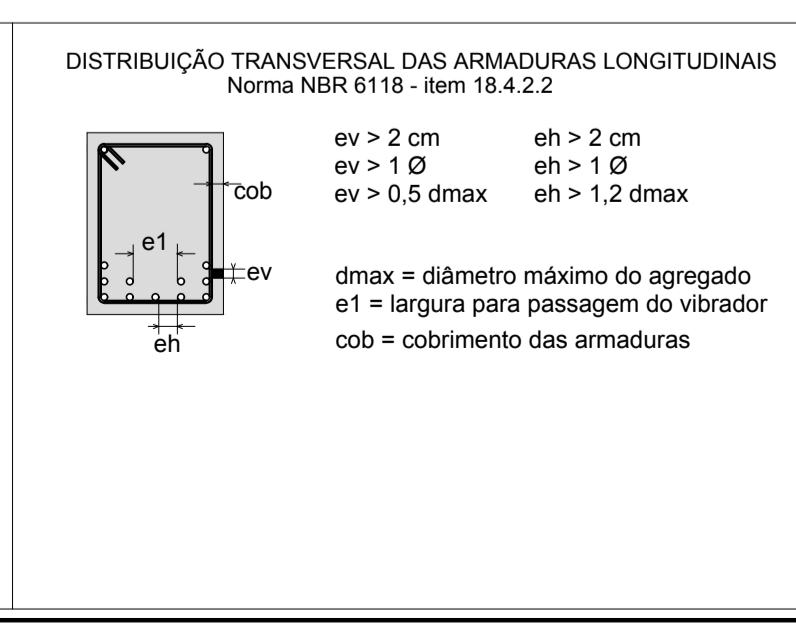 DISTRIBUIÇÃO TRANSVERSAL DAS ARMADURAS LONGITUDINAIS
Norma NBR 6118 - item 18.4.2.2
ev > 2 cm
eh > 2 cm
ev > 1 Ø
eh > 1 Ø
ev > 0,5 dmax
eh > 1,2 dmax
cob
e1
ev
eh
dmax = diâmetro máximo do agregado
e1 = largura para passagem do vibrador
cob = cobrimento das armaduras